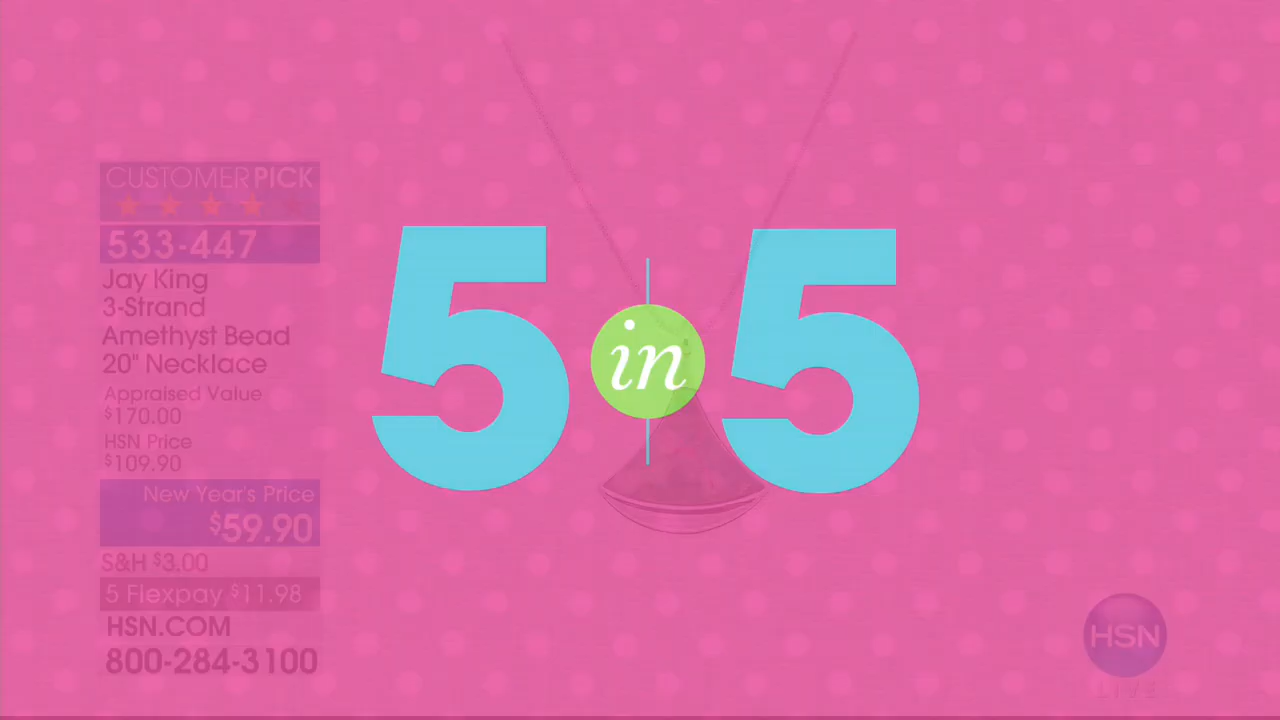 CUSTOMERPICK
533-447
Jay King
3-Strand
Amethyst Bead
20" Necklace
Appraised Value
$170.00
HSN Price
$109.90
New Year's Price
$59.90
S&H $3.00
5 Flexpay $11.98
HSN.COM
800-284-3100
5 in 5
HSN
LIVE